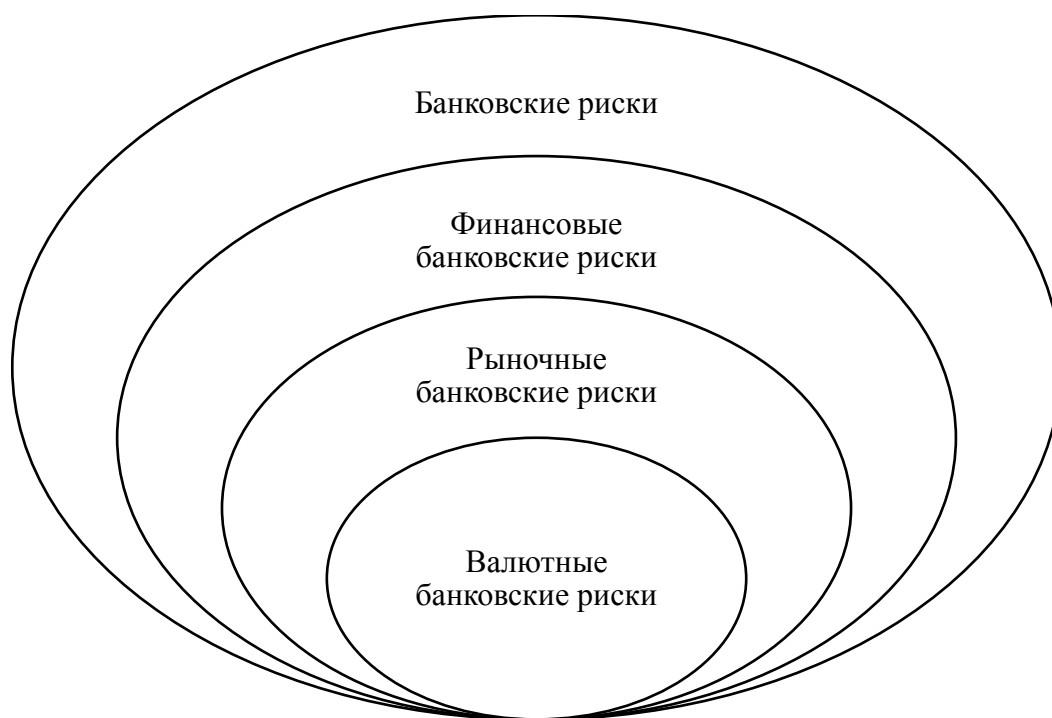 Банковские риски
Финансовые
банковские риски
Рыночные
банковские риски
Валютные
банковские риски